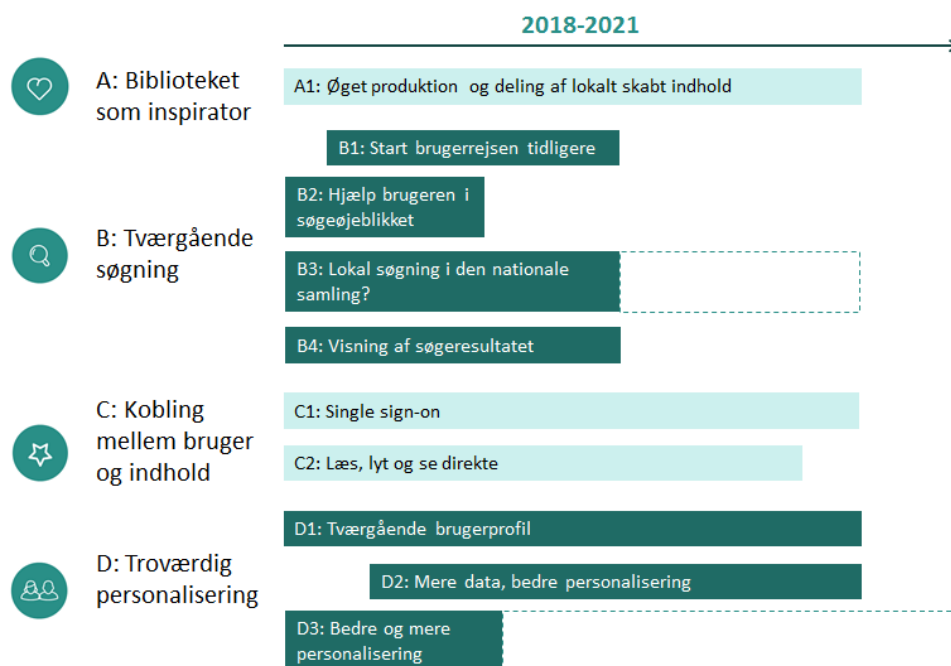 2018-2021
A: Biblioteket
som inspirator
A1: Øget produktion og deling af lokalt skabt indhold
B1: Start brugerrejsen tidligere
B2: Hjælp brugeren i
søgeøjeblikket
B: Tværgående
søgning
B3: Lokal søgning i den nationale
samling?
B4: Visning af søgeresultatet
C: Kobling
mellem bruger
og indhold
C1: Single sign-on
C2: Læs, lyt og se direkte
D1: Tværgående brugerprofil
D: Troværdig
personalisering
D2: Mere data, bedre personalisering
D3: Bedre og mere
personalisering